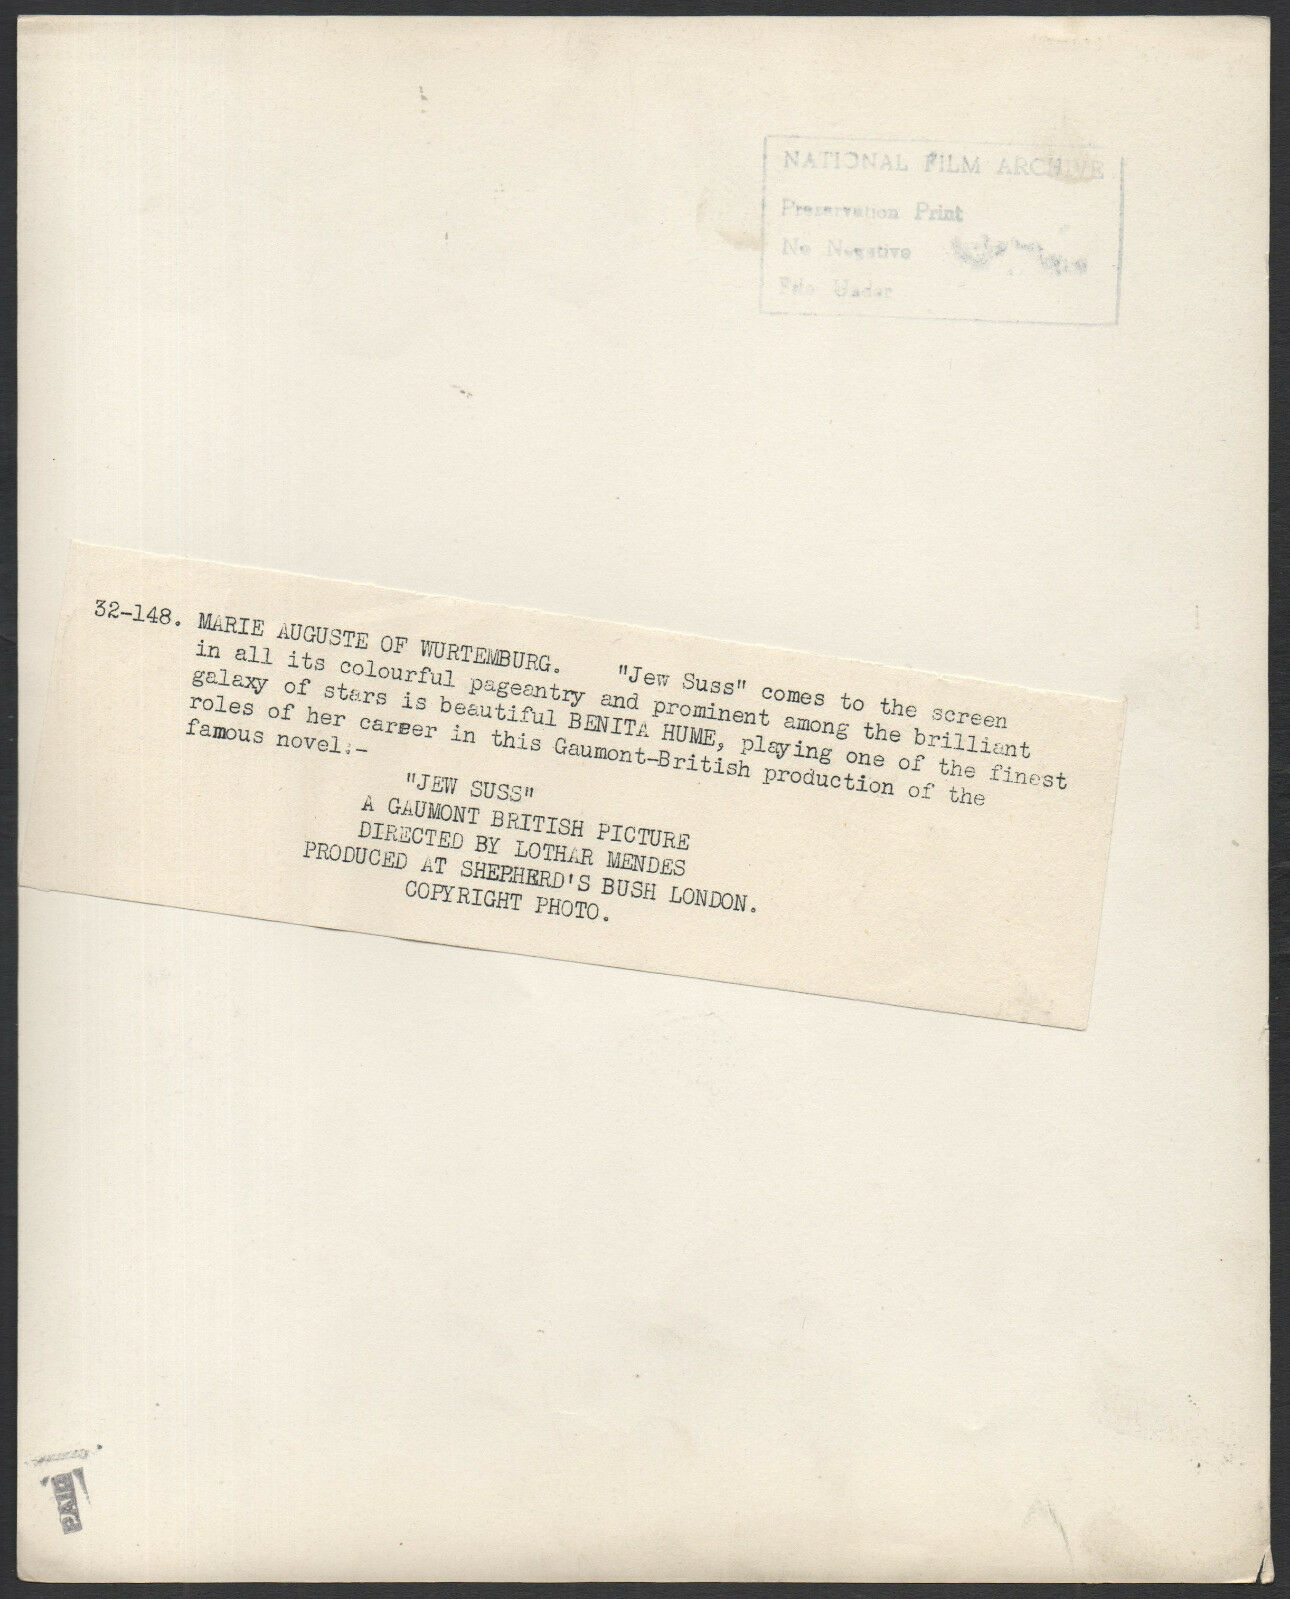 NATIONAL FILM ARCHIVE
Preservation Print
No Negative
File Under
32-148. MARIE AUGUSTE OF WURTEMBURG. "Jew Suss" comes to the screen
in all its colourful pageantry and prominent among the brilliant
galaxy of stars is beautiful BENITA HUME, playing one of the finest
roles of her career in this Gaumont-British production of the
famous novel:-
"JEW SUSS"
A GAUMONT BRITISH PICTURE
DIRECTED BY LOTHAR MENDES
PRODUCED AT SHEPHERD'S BUSH LONDON.
COPYRIGHT PHOTO.
PAID